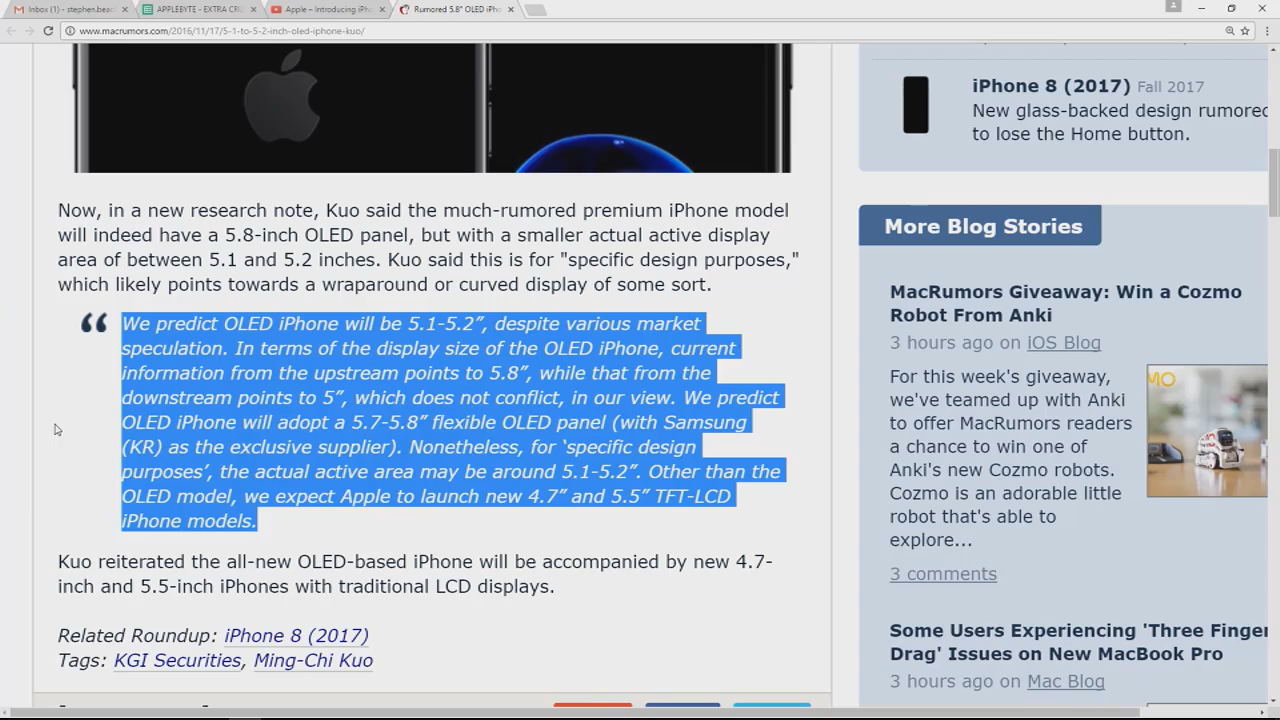 Inbox (1) - stephen.bea
APPLEBYTE - EXTRA CRE
Apple – Introducing iPh
Rumored 5.8" OLED iPh
www.macrumors.com/2016/11/17/5-1-to-5-2-inch-oled-iphone-kuo/
Now, in a new research note, Kuo said the much-rumored premium iPhone model
will indeed have a 5.8-inch OLED panel, but with a smaller actual active display
area of between 5.1 and 5.2 inches. Kuo said this is for "specific design purposes,"
which likely points towards a wraparound or curved display of some sort.
“ We predict OLED iPhone will be 5.1-5.2”, despite various market
speculation. In terms of the display size of the OLED iPhone, current
information from the upstream points to 5.8”, while that from the
downstream points to 5”, which does not conflict, in our view. We predict
OLED iPhone will adopt a 5.7-5.8” flexible OLED panel (with Samsung
(KR) as the exclusive supplier). Nonetheless, for ‘specific design
purposes’, the actual active area may be around 5.1-5.2”. Other than the
OLED model, we expect Apple to launch new 4.7” and 5.5” TFT-LCD
iPhone models.
Kuo reiterated the all-new OLED-based iPhone will be accompanied by new 4.7-
inch and 5.5-inch iPhones with traditional LCD displays.
Related Roundup: iPhone 8 (2017)
Tags: KGI Securities, Ming-Chi Kuo
iPhone 8 (2017) Fall 2017
New glass-backed design rumored
to lose the Home button.
More Blog Stories
MacRumors Giveaway: Win a Cozmo
Robot From Anki
3 hours ago on iOS Blog
For this week's giveaway,
we've teamed up with Anki
to offer MacRumors readers
a chance to win one of
Anki's new Cozmo robots.
Cozmo is an adorable little
robot that's able to
explore...
3 comments
Some Users Experiencing 'Three Finger
Drag' Issues on New MacBook Pro
3 hours ago on Mac Blog